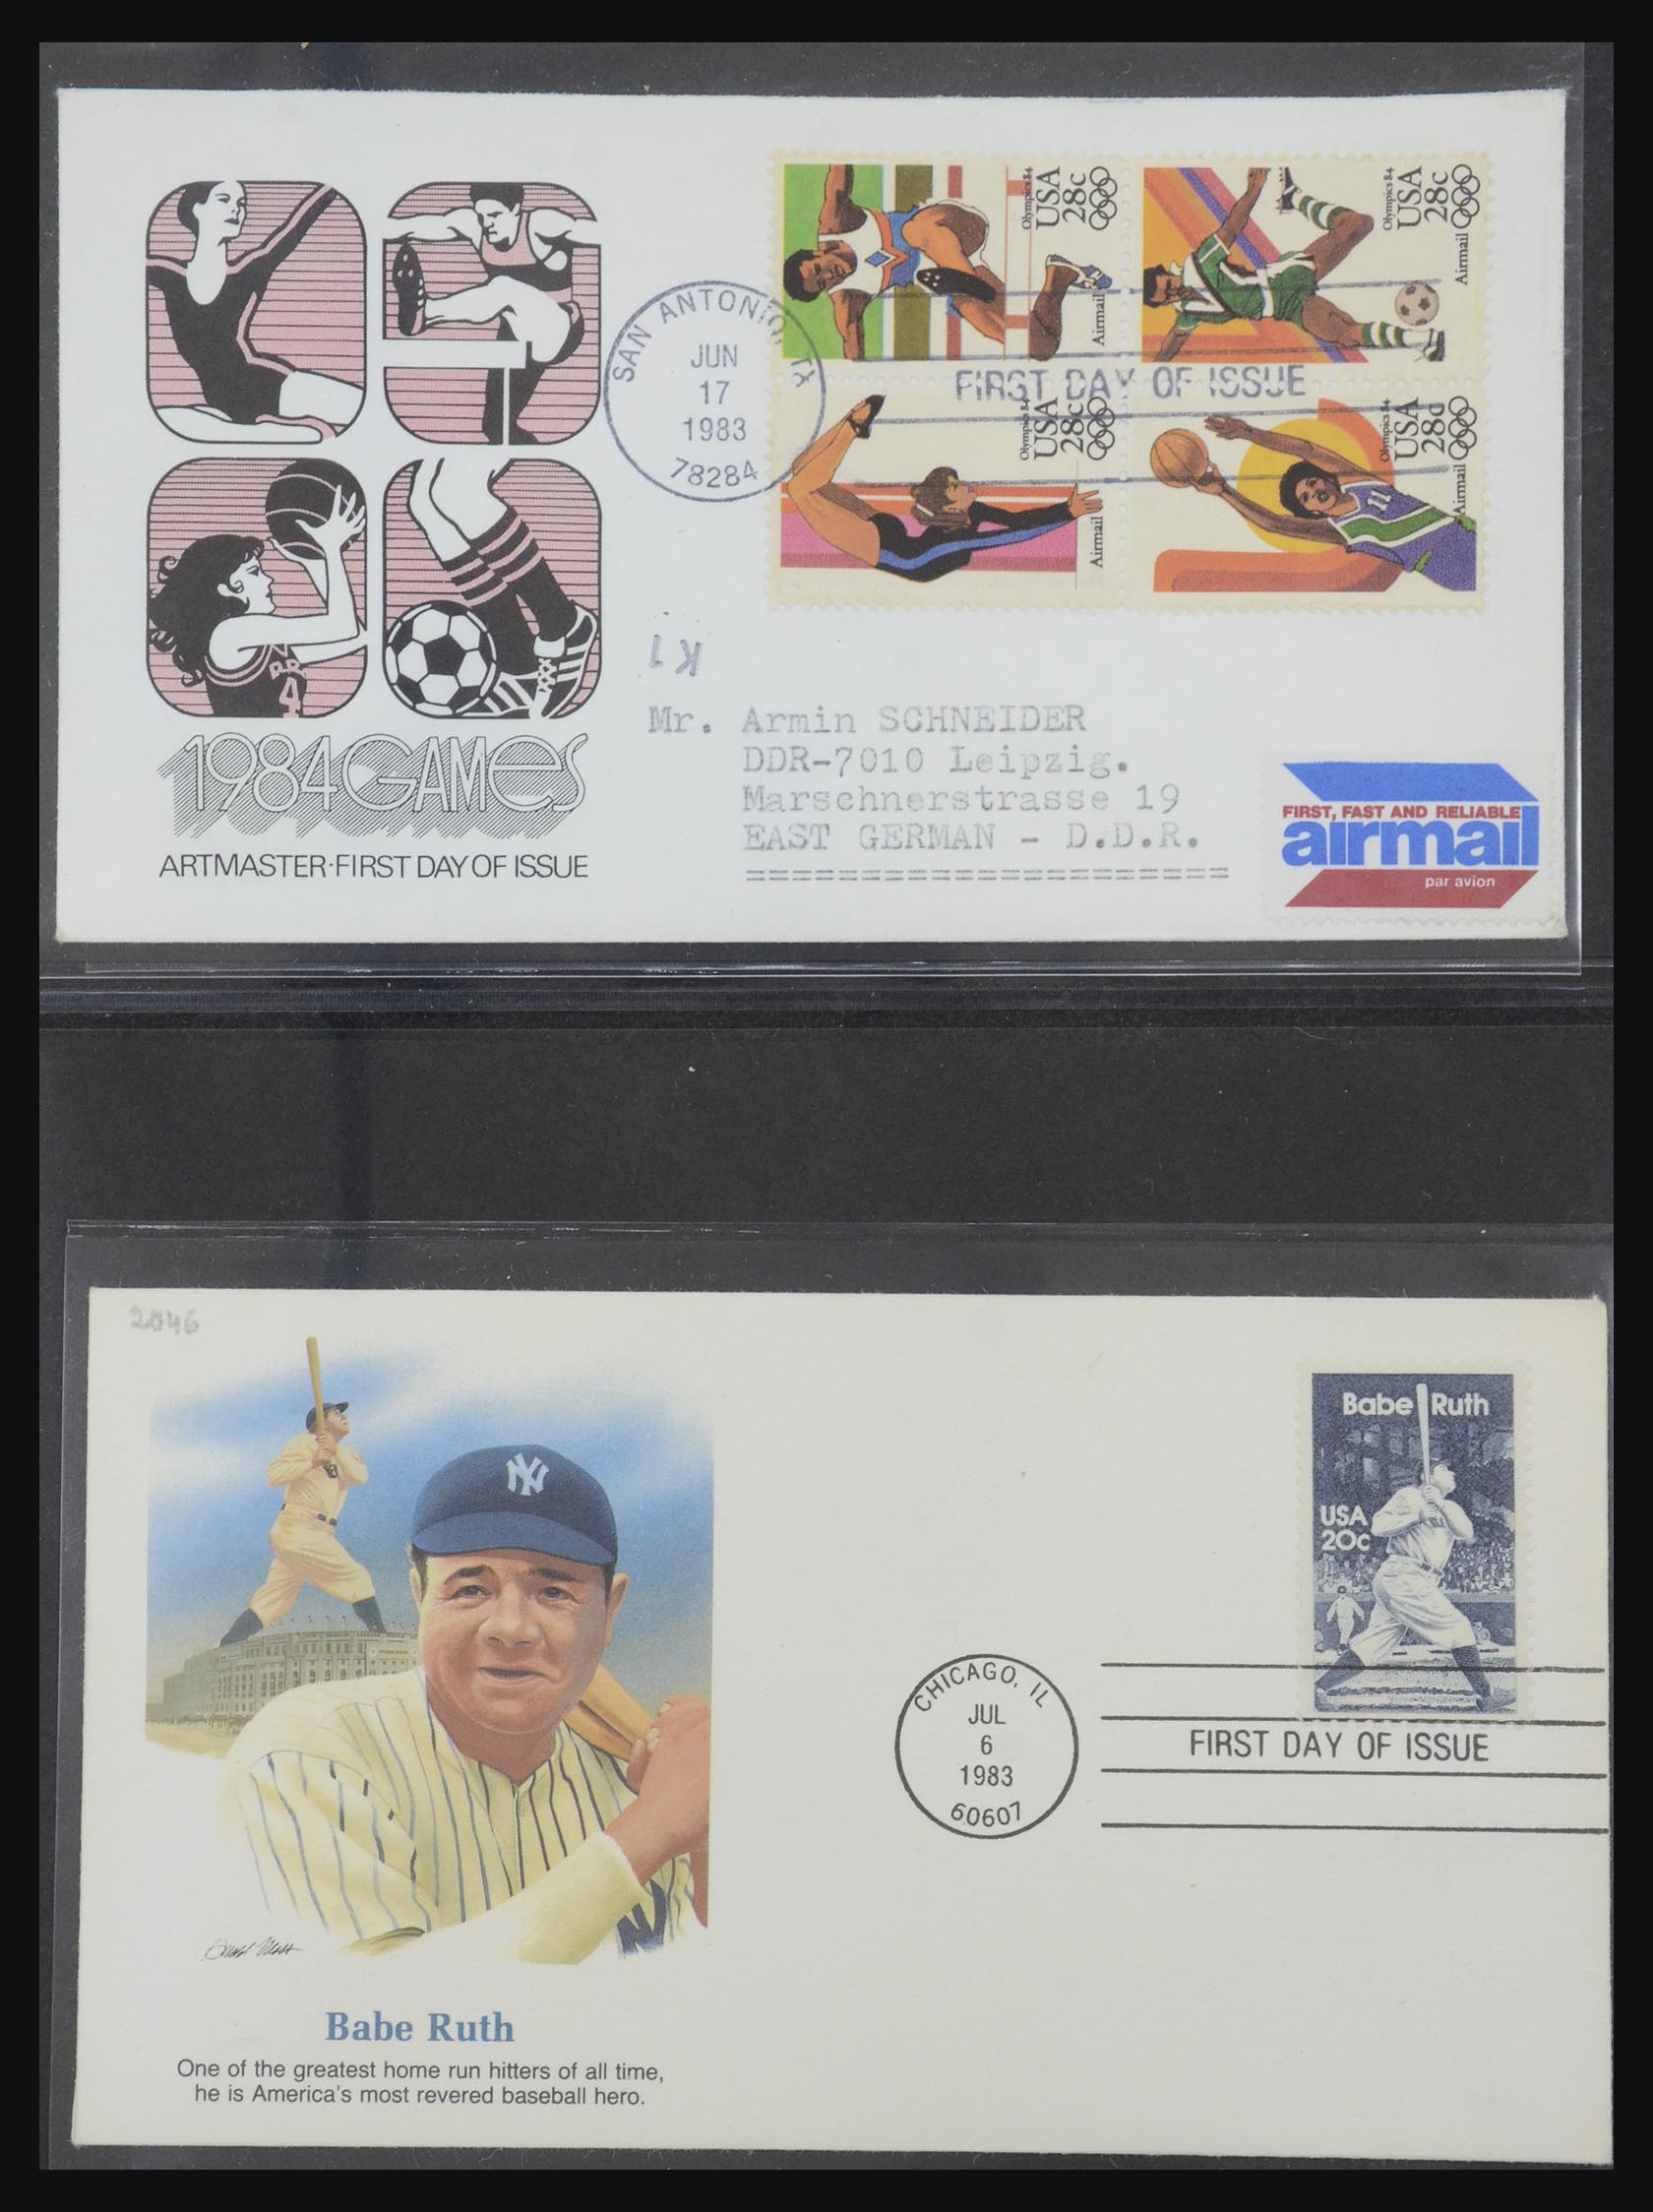 Olympics 84
USA
28c
Airmail
Olympics 84
USA
28c
Airmail
Olympics 84
USA
28c
Airmail
Olympics 84
USA
28c
Airmail
11
SAN ANTONIO, TX
JUN
17
1983
78284
FIRST DAY OF ISSUE
4
K1
1984 GAMES
ARTMASTER·FIRST DAY OF ISSUE
Mr. Armin SCHNEIDER
DDR-7010 Leipzig.
Marschnerstrasse 19
EAST GERMAN - D.D.R.
FIRST, FAST AND RELIABLE
airmail
par avion
NY
Babe Ruth
USA
20c
CHICAGO, IL
JUL
6
1983
60607
FIRST DAY OF ISSUE
Babe Ruth
One of the greatest home run hitters of all time,
he is America's most revered baseball hero.